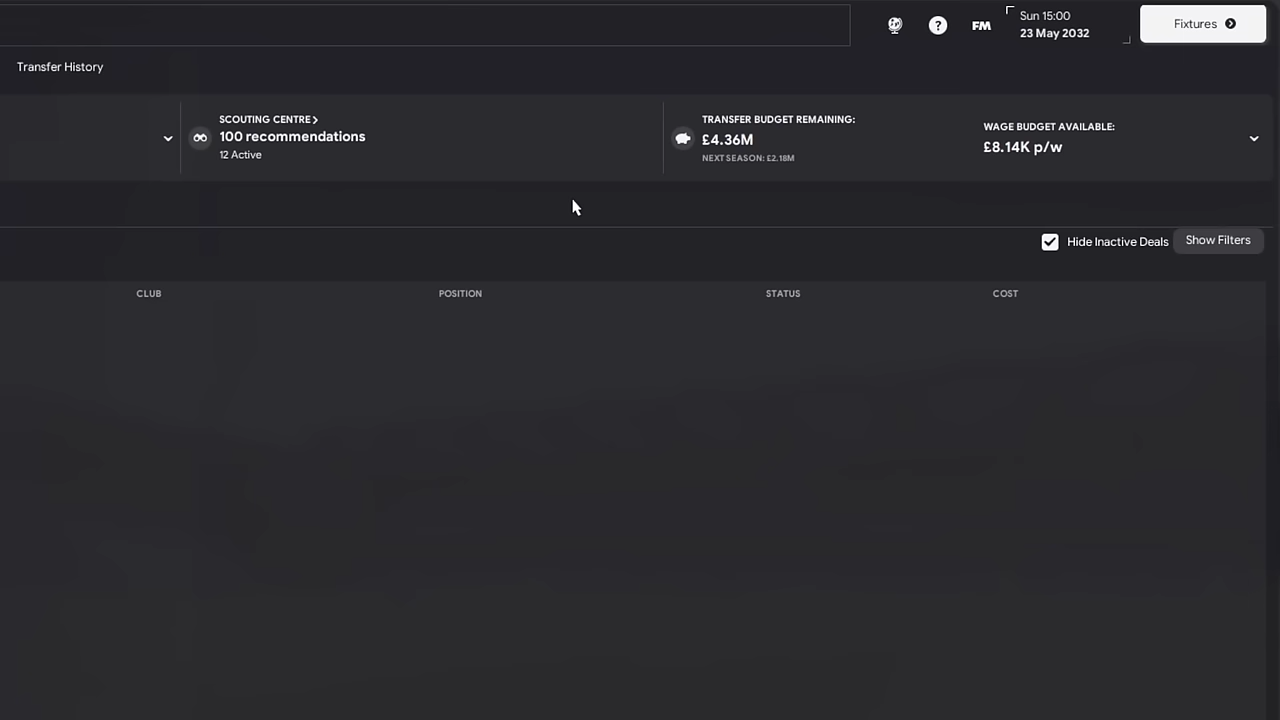 Sun 15:00
23 May 2032
Fixtures
?
FM
Transfer History
SCOUTING CENTRE >
100 recommendations
12 Active
TRANSFER BUDGET REMAINING:
£4.36M
NEXT SEASON: £2.18M
WAGE BUDGET AVAILABLE:
£8.14K p/w
Hide Inactive Deals
Show Filters
CLUB
POSITION
STATUS
COST